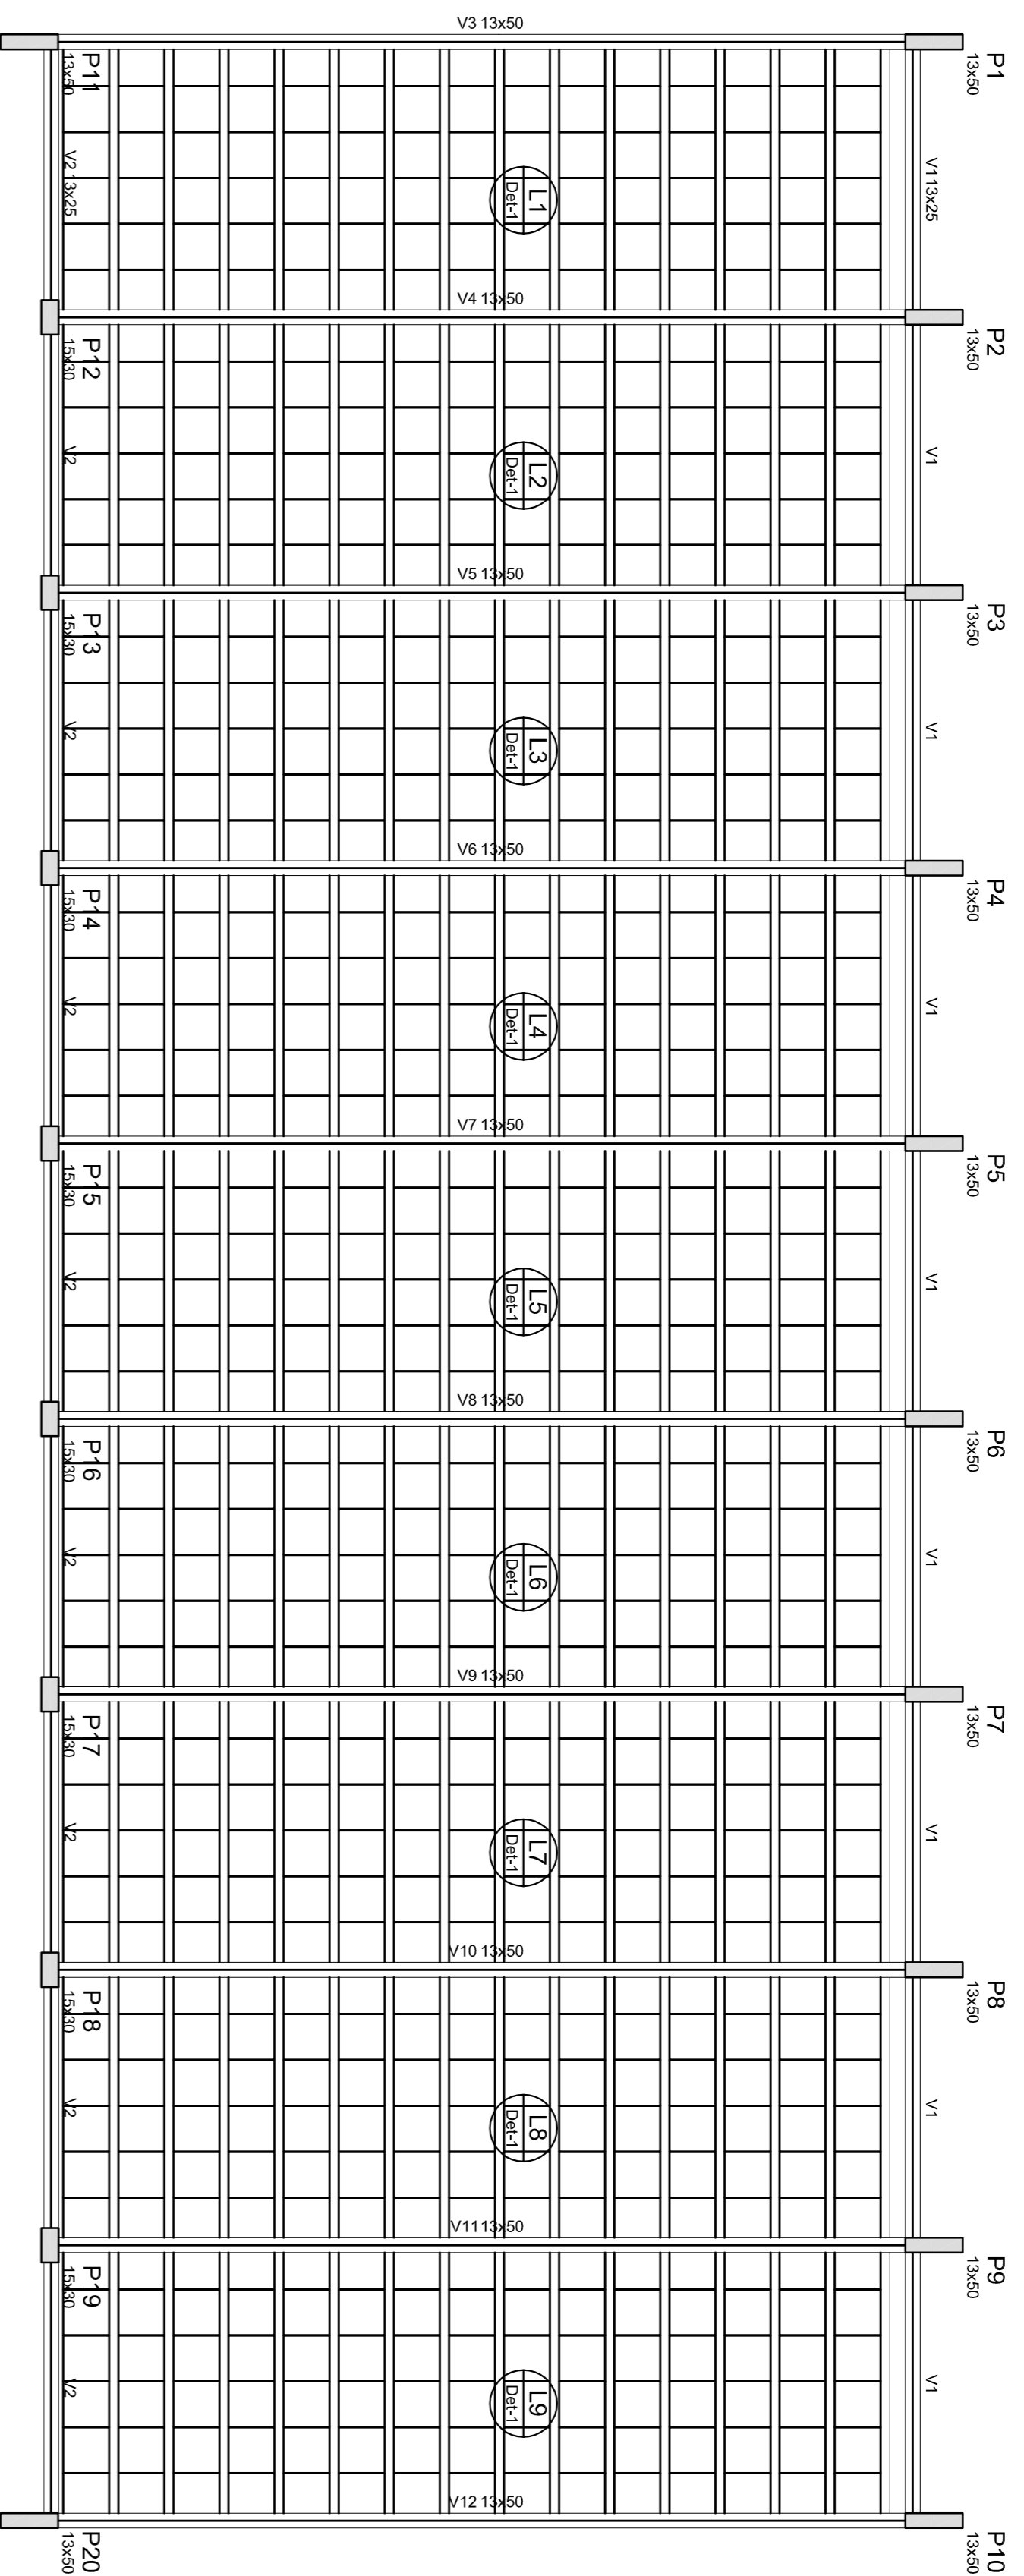 P1
13x50
P2
13x50
P3
13x50
P4
13x50
P5
13x50
P6
13x50
P7
13x50
P8
13x50
P9
13x50
P10
13x50
V1 13x25
V1
V1
V1
V1
V1
V1
V1
V1
V3 13x50
V4 13x50
V5 13x50
V6 13x50
V7 13x50
V8 13x50
V9 13x50
V10 13x50
V11 13x50
V12 13x50
L1
Det-1
L2
Det-1
L3
Det-1
L4
Det-1
L5
Det-1
L6
Det-1
L7
Det-1
L8
Det-1
L9
Det-1
P11
13x50
P12
15x30
P13
15x30
P14
15x30
P15
15x30
P16
15x30
P17
15x30
P18
15x30
P19
15x30
P20
13x50
V2 13x25
V2
V2
V2
V2
V2
V2
V2
V2